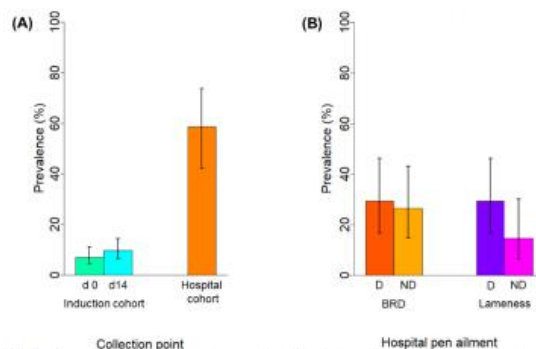 (A)
100
80
60
40
20
0
Prevalence (%)
d 0 d14
Induction cohort
Hospital
cohort
Collection point
(B)
100
80
60
40
20
0
Prevalence (%)
D ND
BRD
D ND
Lameness
Hospital pen ailment